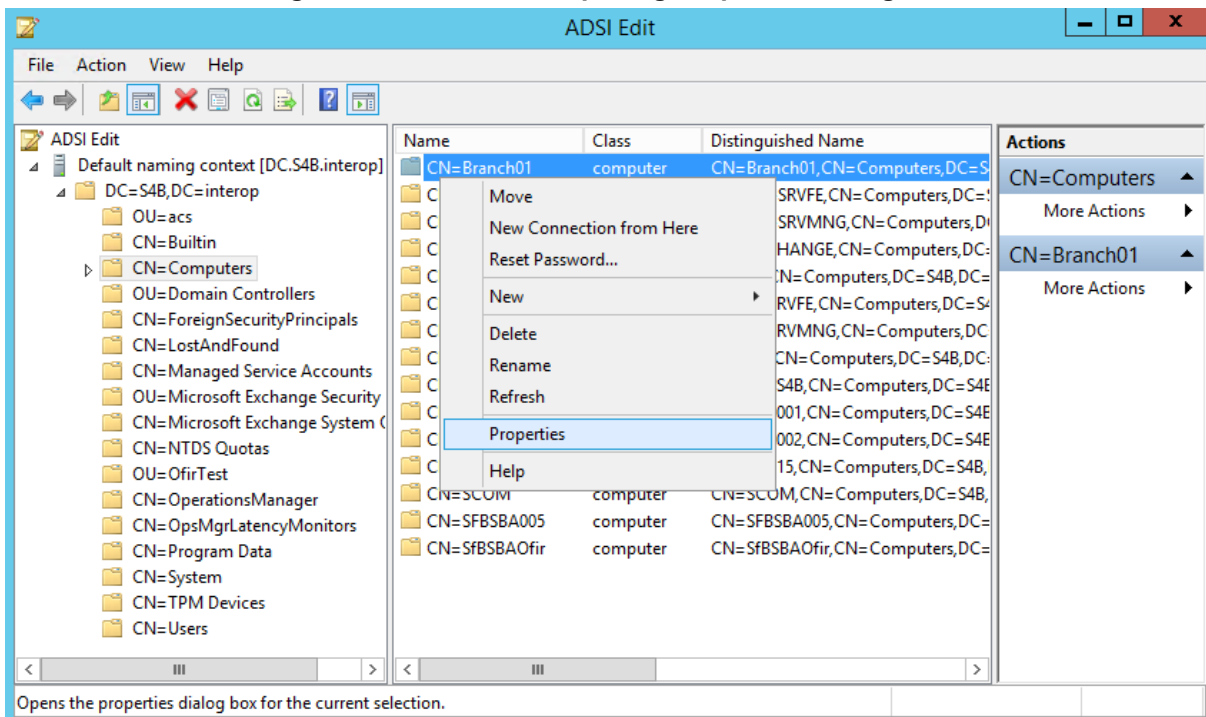 ADSI Edit
File Action View Help
ADSI Edit
Default naming context [DC.S4B.interop]
DC=S4B,DC=interop
OU=acs
CN=Builtin
CN=Computers
OU=Domain Controllers
CN=ForeignSecurityPrincipals
CN=LostAndFound
CN=Managed Service Accounts
OU=Microsoft Exchange Security
CN=Microsoft Exchange System
CN=NTDS Quotas
OU=OfirTest
CN=OperationsManager
CN=OpsMgrLatencyMonitors
CN=Program Data
CN=System
CN=TPM Devices
CN=Users
Name Class Distinguished Name
CN=Branch01 computer CN=Branch01,CN=Computers,DC=S
SRVFE,CN=Computers,DC=
SRVMNG,CN=Computers,D
HANGE,CN=Computers,DC=
N=Computers,DC=S4B,DC=
RVFE,CN=Computers,DC=S4
RVMNG,CN=Computers,DC
CN=Computers,DC=S4B,DC=
S4B,CN=Computers,DC=S4B
001,CN=Computers,DC=S4B
002,CN=Computers,DC=S4B
15,CN=Computers,DC=S4B,
CN=SCOM computer CN=SCOM,CN=Computers,DC=S4B,
CN=SFBSBA005 computer CN=SFBSBA005,CN=Computers,DC=
CN=SfBSBAOfir computer CN=SfBSBAOfir,CN=Computers,DC=
Move
New Connection from Here
Reset Password...
New
Delete
Rename
Refresh
Properties
Help
Actions
CN=Computers
More Actions
CN=Branch01
More Actions
Opens the properties dialog box for the current selection.